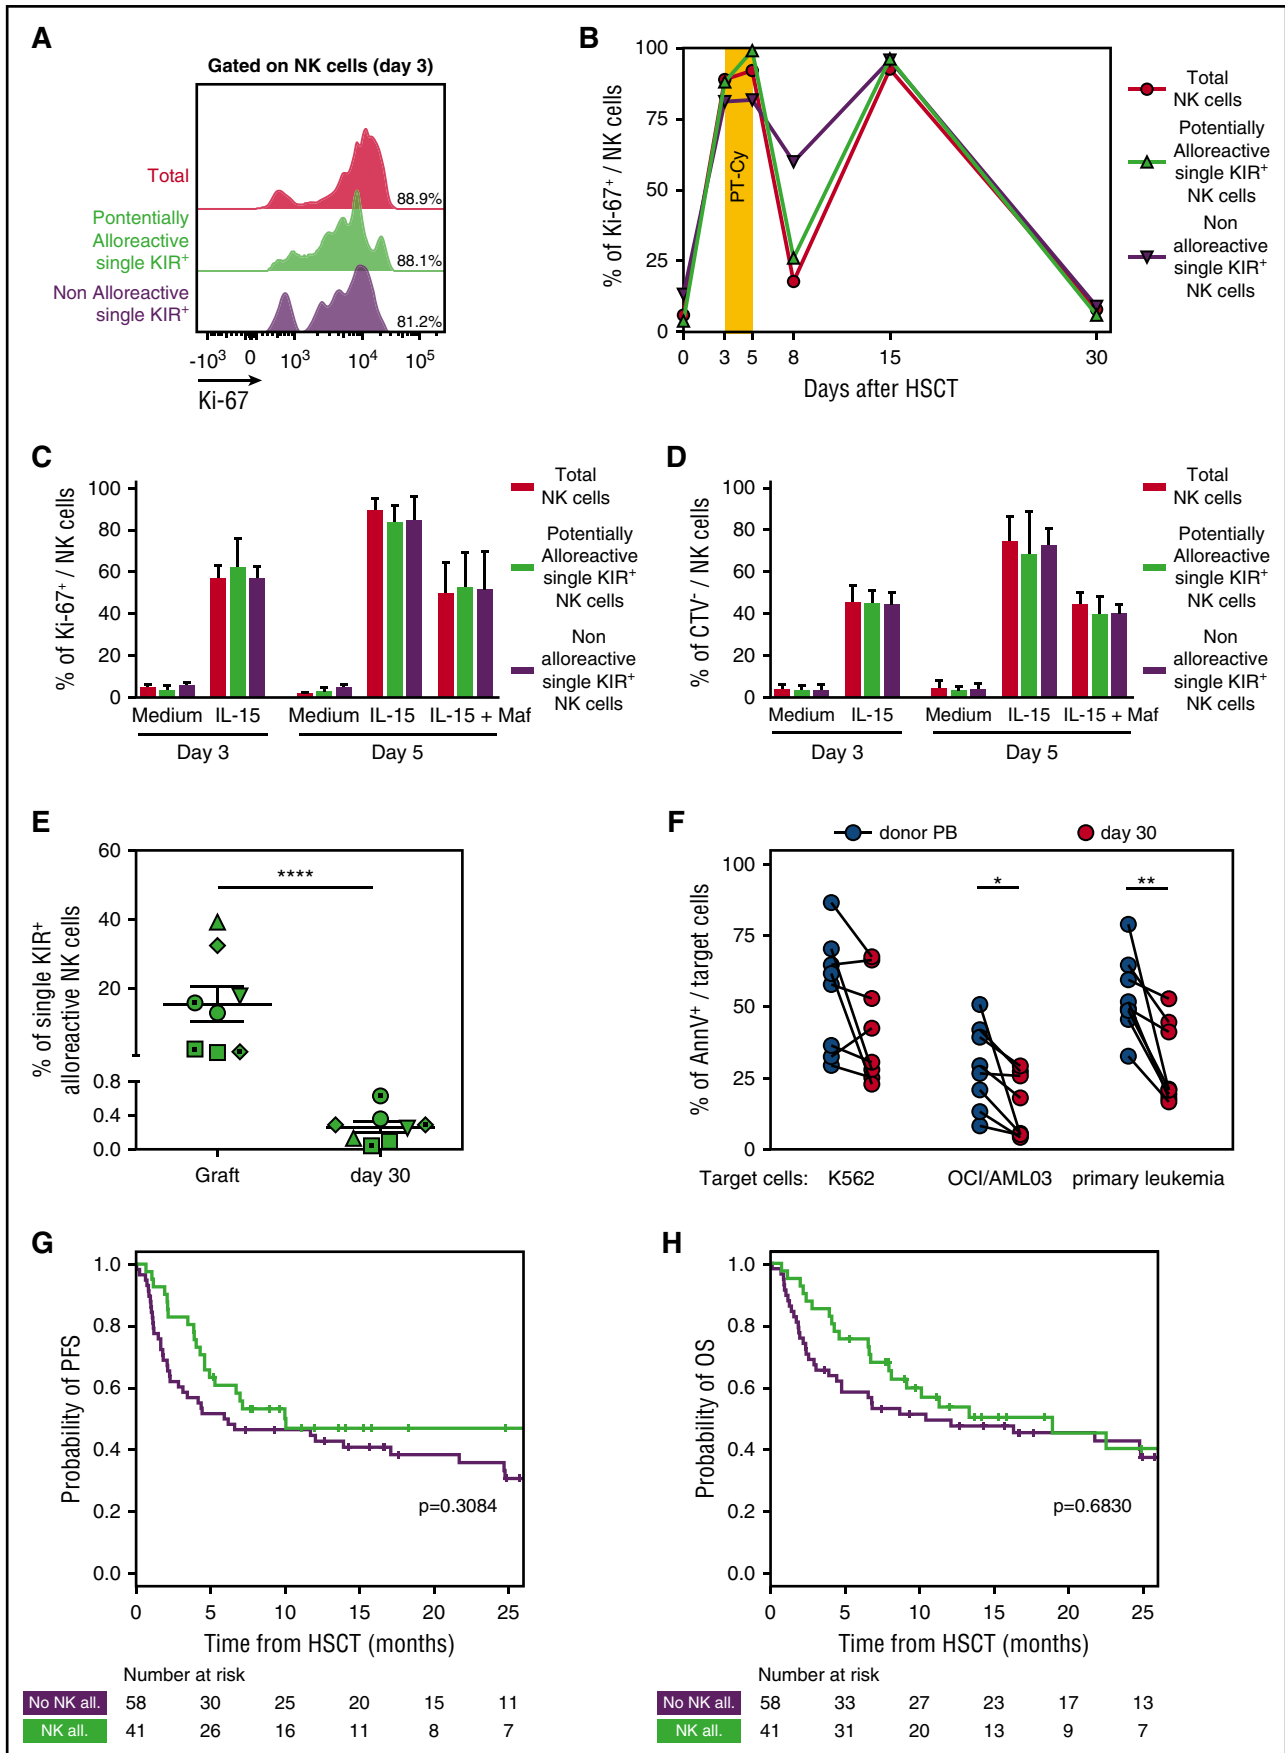 A
Gated on NK cells (day 3)
Total
88.9%
Pontentially
Alloreactive
single KIR+
88.1%
Non Alloreactive
single KIR+
81.2%
-10³ 0 10³ 10⁴ 10⁵
Ki-67
B
% of Ki-67+ / NK cells
100
75
50
25
0
PT-Cy
0 3 5 8 15 30
Days after HSCT
Total
NK cells
Potentially
Alloreactive
single KIR+
NK cells
Non
alloreactive
single KIR+
NK cells
C
% of Ki-67+ / NK cells
100
80
60
40
20
0
Medium IL-15 Medium IL-15 IL-15 + Maf
Day 3 Day 5
Total
NK cells
Potentially
Alloreactive
single KIR+
NK cells
Non
alloreactive
single KIR+
NK cells
D
% of CTV- / NK cells
100
80
60
40
20
0
Medium IL-15 Medium IL-15 IL-15 + Maf
Day 3 Day 5
Total
NK cells
Potentially
Alloreactive
single KIR+
NK cells
Non
alloreactive
single KIR+
NK cells
E
% of single KIR+
alloreactive NK cells
60
40
20
0.8
0.4
0.0
****
Graft day 30
F
donor PB day 30
% of AnnV+ / target cells
100
75
50
25
0
* **
Target cells: K562 OCI/AML03 primary leukemia
G
Probability of PFS
1.0
0.8
0.6
0.4
0.2
0.0
p=0.3084
0 5 10 15 20 25
Time from HSCT (months)
Number at risk
No NK all. 58 30 25 20 15 11
NK all. 41 26 16 11 8 7
H
Probability of OS
1.0
0.8
0.6
0.4
0.2
0.0
p=0.6830
0 5 10 15 20 25
Time from HSCT (months)
Number at risk
No NK all. 58 33 27 23 17 13
NK all. 41 31 20 13 9 7